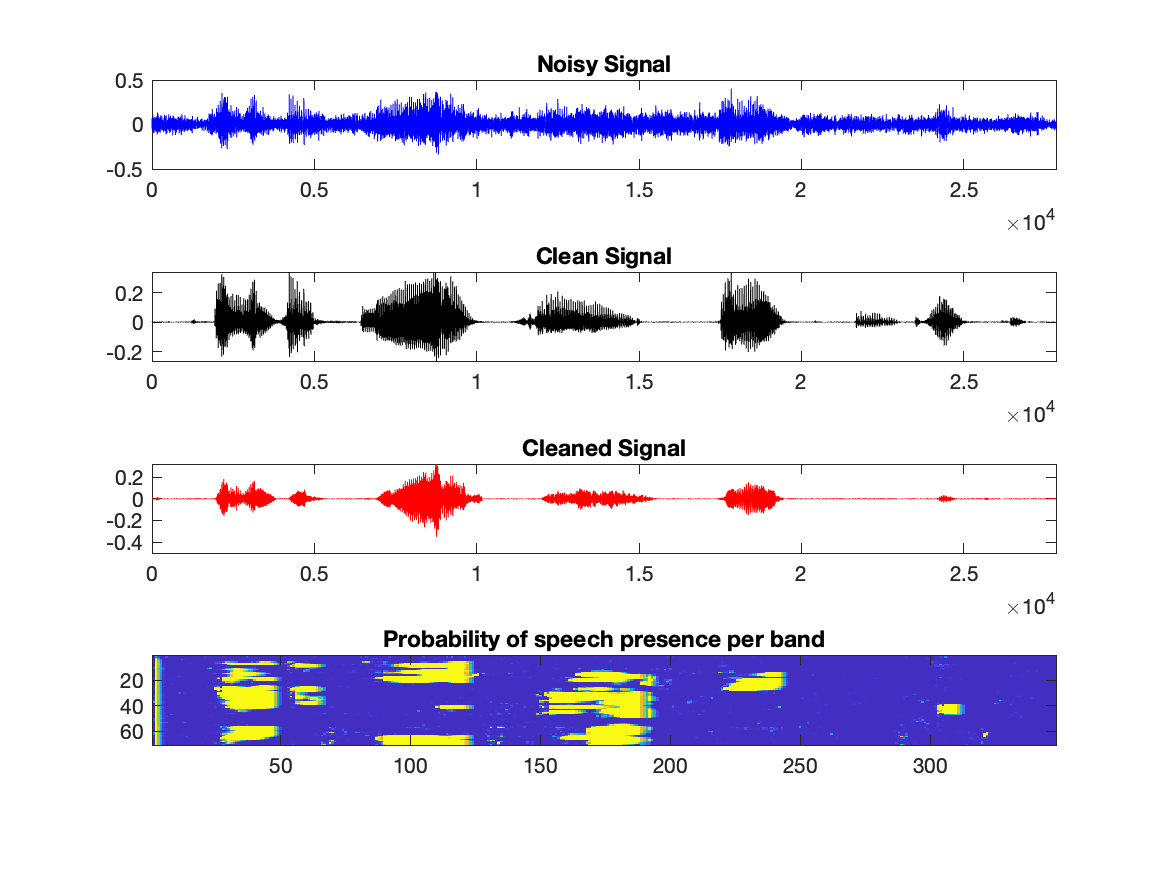 Noisy Signal
0.5
0
-0.5
0 0.5 1 1.5 2 2.5
×10^4
Clean Signal
0.2
0
-0.2
0 0.5 1 1.5 2 2.5
×10^4
Cleaned Signal
0.2
0
-0.2
-0.4
0 0.5 1 1.5 2 2.5
×10^4
Probability of speech presence per band
20
40
60
50 100 150 200 250 300